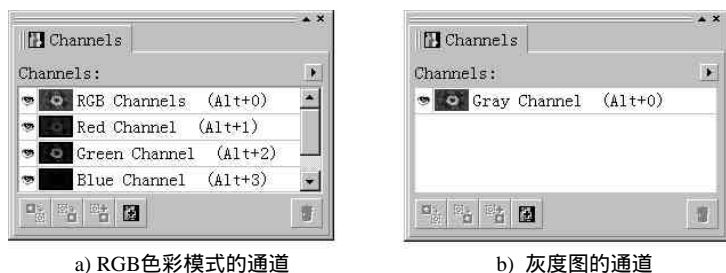 Channels
Channels:
RGB Channels (Alt+0)
Red Channel (Alt+1)
Green Channel (Alt+2)
Blue Channel (Alt+3)
a) RGB色彩模式的通道
Channels
Channels:
Gray Channel (Alt+0)
b) 灰度图的通道